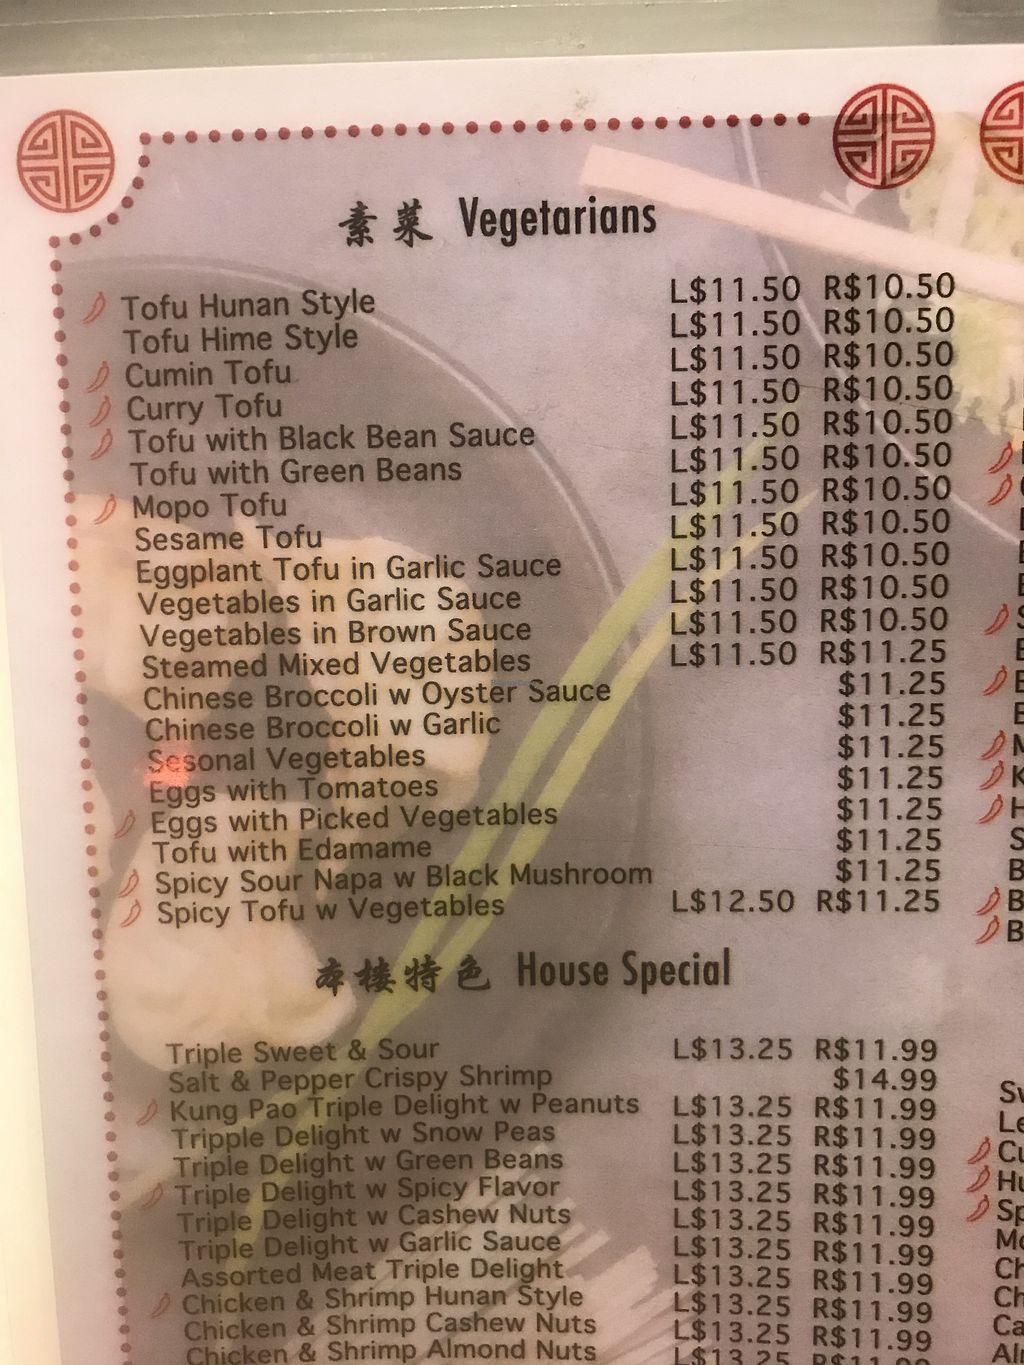 素菜 Vegetarians
Tofu Hunan Style L$11.50 R$10.50
Tofu Hime Style L$11.50 R$10.50
Cumin Tofu L$11.50 R$10.50
Curry Tofu L$11.50 R$10.50
Tofu with Black Bean Sauce L$11.50 R$10.50
Tofu with Green Beans L$11.50 R$10.50
Mopo Tofu L$11.50 R$10.50
Sesame Tofu L$11.50 R$10.50
Eggplant Tofu in Garlic Sauce L$11.50 R$10.50
Vegetables in Garlic Sauce L$11.50 R$10.50
Vegetables in Brown Sauce L$11.50 R$10.50
Steamed Mixed Vegetables L$11.50 R$11.25
Chinese Broccoli w Oyster Sauce $11.25
Chinese Broccoli w Garlic $11.25
Sesonal Vegetables $11.25
Eggs with Tomatoes $11.25
Eggs with Picked Vegetables $11.25
Tofu with Edamame $11.25
Spicy Sour Napa w Black Mushroom $11.25
Spicy Tofu w Vegetables L$12.50 R$11.25
本楼特色 House Special
Triple Sweet & Sour L$13.25 R$11.99
Salt & Pepper Crispy Shrimp $14.99
Kung Pao Triple Delight w Peanuts L$13.25 R$11.99
Tripple Delight w Snow Peas L$13.25 R$11.99
Triple Delight w Green Beans L$13.25 R$11.99
Triple Delight w Spicy Flavor L$13.25 R$11.99
Triple Delight w Cashew Nuts L$13.25 R$11.99
Triple Delight w Garlic Sauce L$13.25 R$11.99
Assorted Meat Triple Delight L$13.25 R$11.99
Chicken & Shrimp Hunan Style L$13.25 R$11.99
Chicken & Shrimp Cashew Nuts L$13.25 R$11.99
Chicken & Shrimp Almond Nuts L$13.25 R$11.99